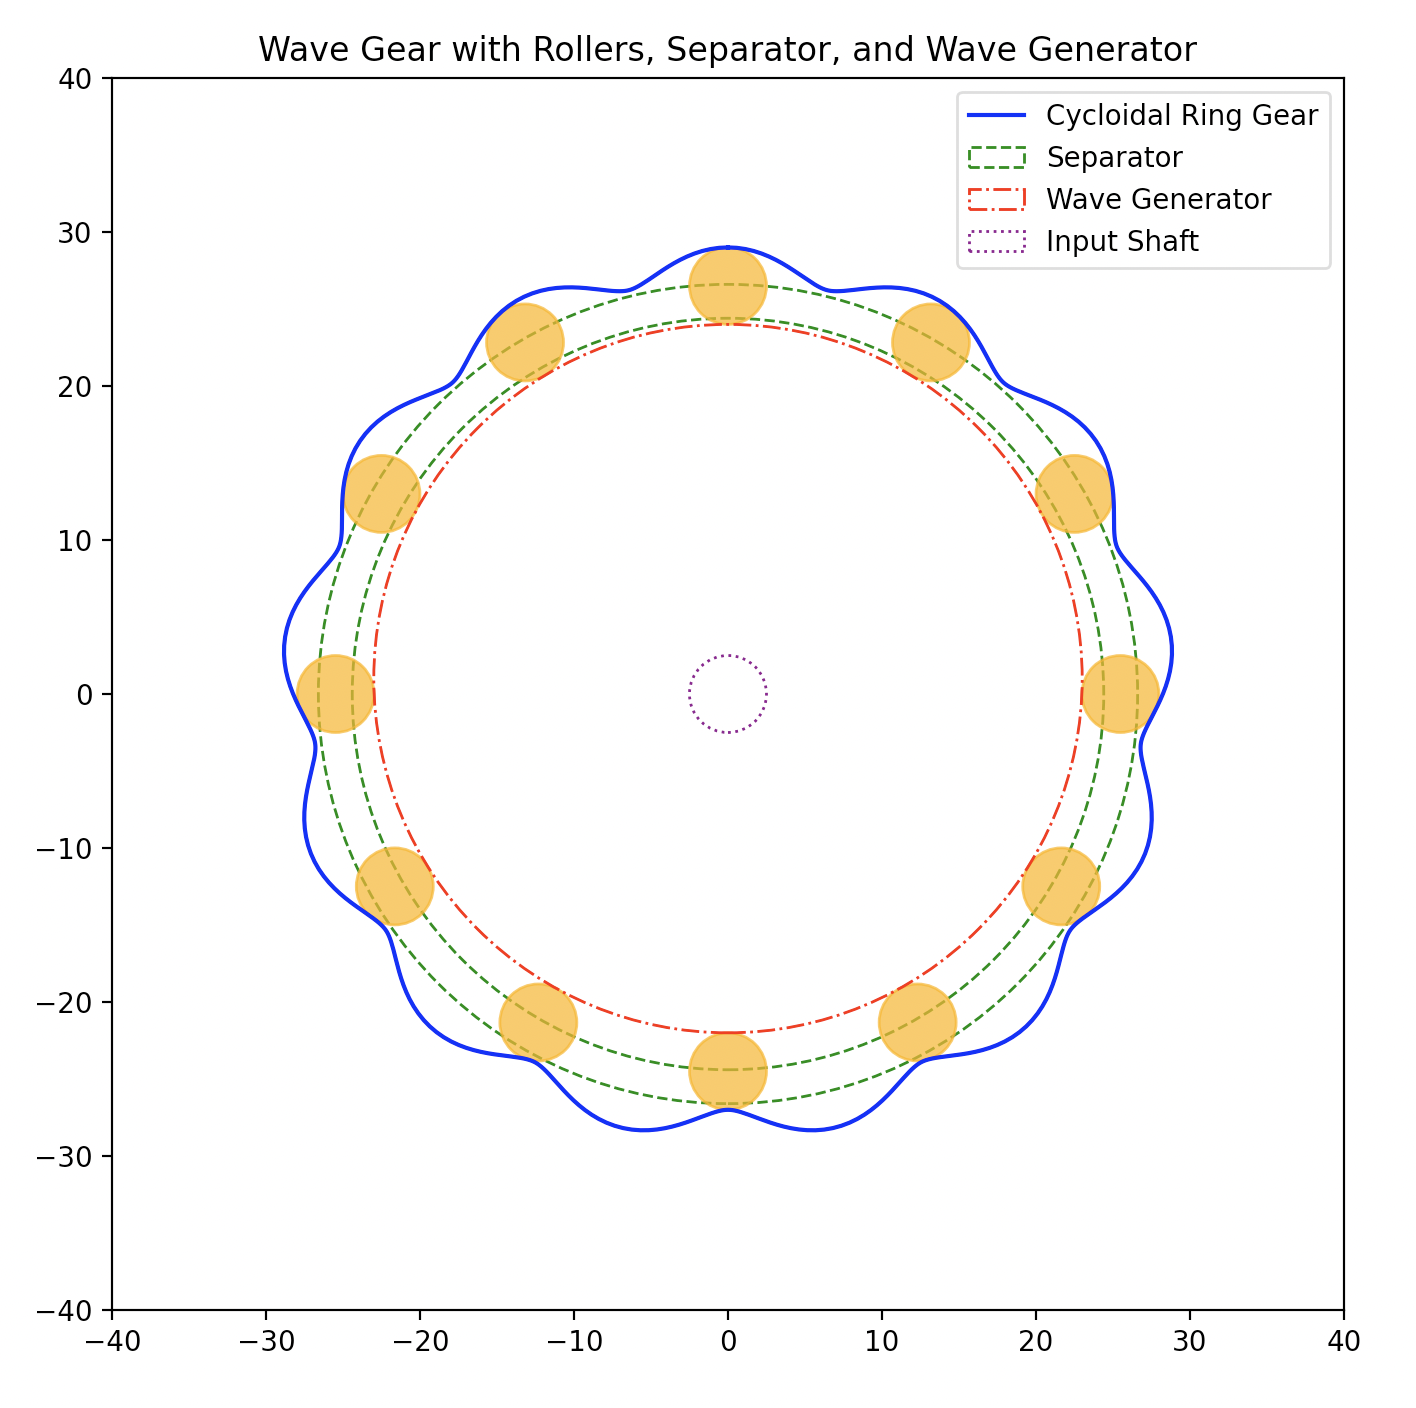 Wave Gear with Rollers, Separator, and Wave Generator
Cycloidal Ring Gear
Separator
Wave Generator
Input Shaft
40
30
20
10
0
−10
−20
−30
−40
−40 −30 −20 −10 0 10 20 30 40